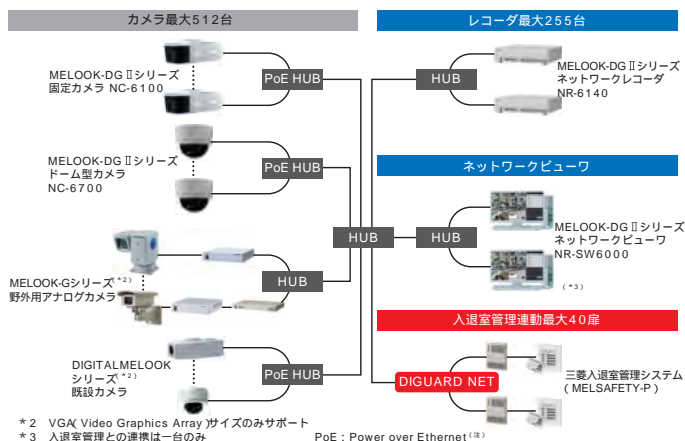 カメラ最大512台
MELOOK-DGⅡシリーズ
固定カメラ NC-6100
PoE HUB
MELOOK-DGⅡシリーズ
ドーム型カメラ
NC-6700
PoE HUB
MELOOK-Gシリーズ(*2)
野外用アナログカメラ
HUB
DIGITALMELOOK
シリーズ(*2)
既設カメラ
PoE HUB
HUB
レコーダ最大255台
HUB
MELOOK-DGⅡシリーズ
ネットワークレコーダ
NR-6140
ネットワークビューワ
HUB
MELOOK-DGⅡシリーズ
ネットワークビューワ
NR-SW6000
(*3)
入退室管理連動最大40扉
DIGUARD NET
三菱入退室管理システム
(MELSAFETY-P)
*2 VGA(Video Graphics Array)サイズのみサポート
*3 入退室管理との連携は一台のみ
PoE:Power over Ethernet(注)